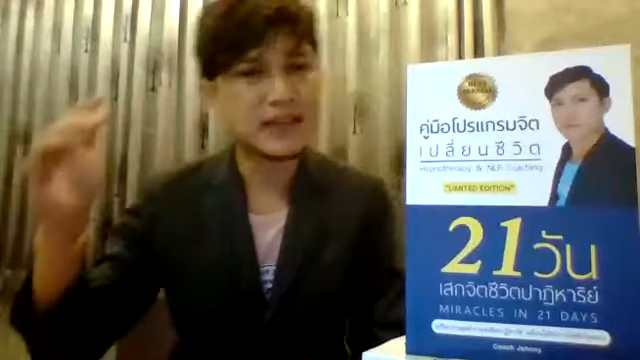 คู่มือโปรแกรมจิต
เปลี่ยนชีวิต
Hypnotherapy & NLP Coaching
"LIMITED EDITION"
21 วัน
เสกจิตชีวิตปาฏิหาริย์
MIRACLES IN 21 DAYS
Coach Johnny